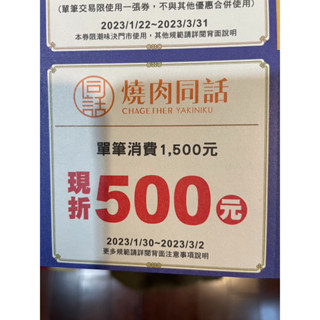 (單筆交易限使用一張券,不與其他優惠合併使用)
2023/1/22~2023/3/31
本券限潮味決門市使用,其他規範請詳閱背面說明
同話
燒肉同話
CHAGETHER YAKINIKU
單筆消費1,500元
現折500元
2023/1/30~2023/3/2
更多規範請詳閱背面注意事項說明